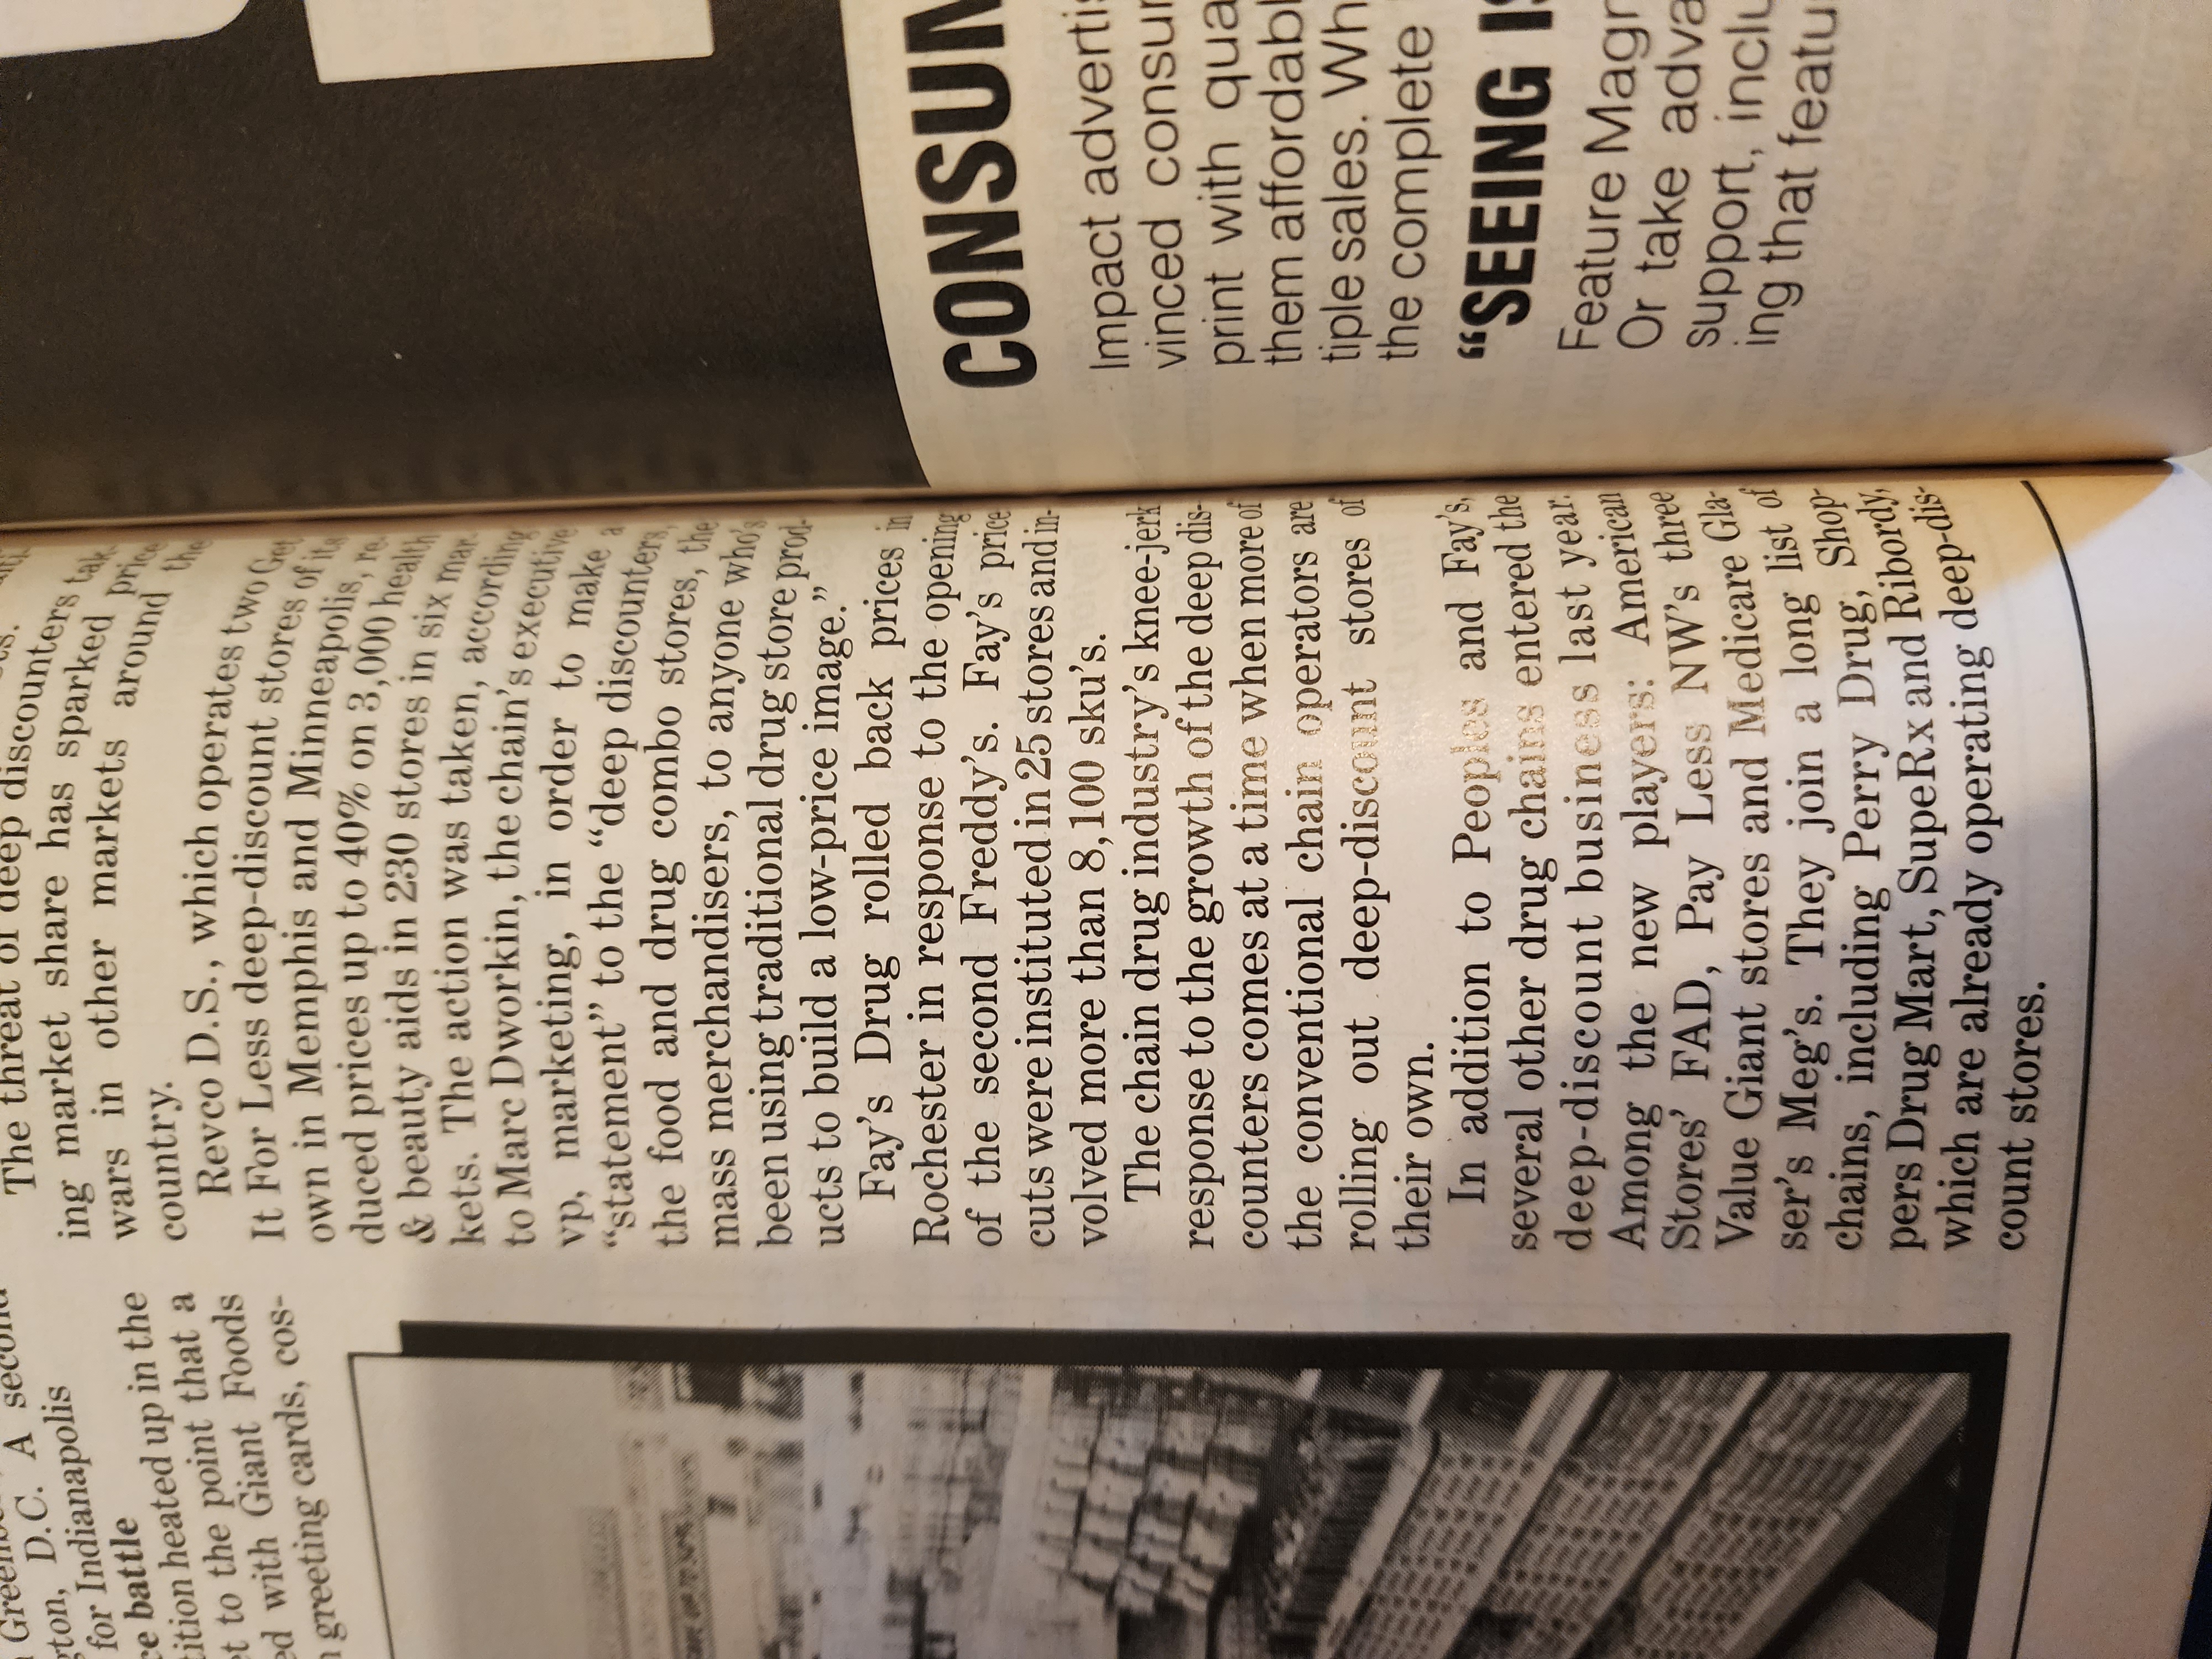 Greenbe
gton, D.C. A second
for Indianapolis
ce battle
tition heated up in the
et to the point that a
ed with Giant Foods
n greeting cards, cos-
The threat of deep discounters tak-
ing market share has sparked price
wars in other markets around the
country.
Revco D.S., which operates two Get
It For Less deep-discount stores of its
own in Memphis and Minneapolis, re-
duced prices up to 40% on 3,000 health
& beauty aids in 230 stores in six mar-
kets. The action was taken, according
to Marc Dworkin, the chain's executive
vp, marketing, in order to make a
“statement” to the “deep discounters,
the food and drug combo stores, the
mass merchandisers, to anyone who's
been using traditional drug store prod-
ucts to build a low-price image.”
Fay's Drug rolled back prices in
Rochester in response to the opening
of the second Freddy's. Fay's price
cuts were instituted in 25 stores and in-
volved more than 8,100 sku's.
The chain drug industry's knee-jerk
response to the growth of the deep dis-
counters comes at a time when more of
the conventional chain operators are
rolling out deep-discount stores of
their own.
In addition to Peoples and Fay's,
several other drug chains entered the
deep-discount business last year.
Among the new players: American
Stores' FAD, Pay Less NW's three
Value Giant stores and Medicare Gla-
ser's Meg's. They join a long list of
chains, including Perry Drug, Shop-
pers Drug Mart, SupeRx and Ribordy,
which are already operating deep-dis-
count stores.
CONSUM
Impact advertis
vinced consum
print with qua
them affordabl
tiple sales. Wh
the complete
“SEEING IS
Feature Magn
Or take adva
support, inclu
ing that featu